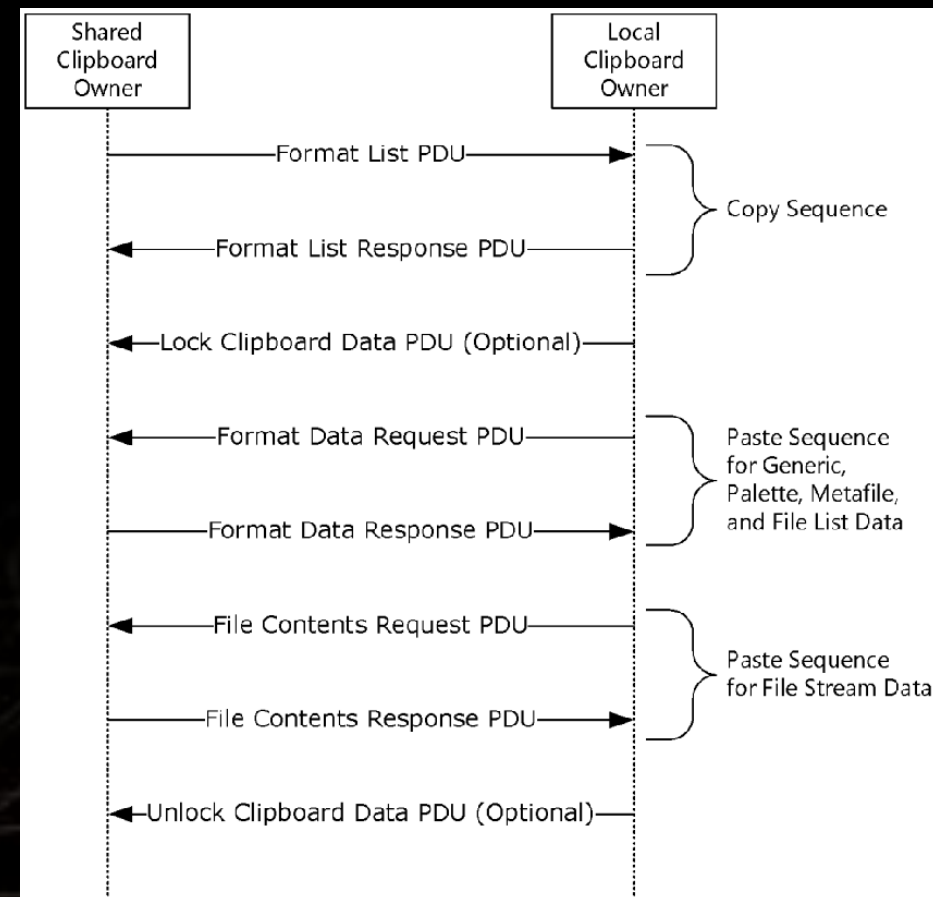 Shared
Clipboard
Owner
Local
Clipboard
Owner
Format List PDU
Copy Sequence
Format List Response PDU
Lock Clipboard Data PDU (Optional)
Format Data Request PDU
Paste Sequence
for Generic,
Palette, Metafile,
and File List Data
Format Data Response PDU
File Contents Request PDU
Paste Sequence
for File Stream Data
File Contents Response PDU
Unlock Clipboard Data PDU (Optional)